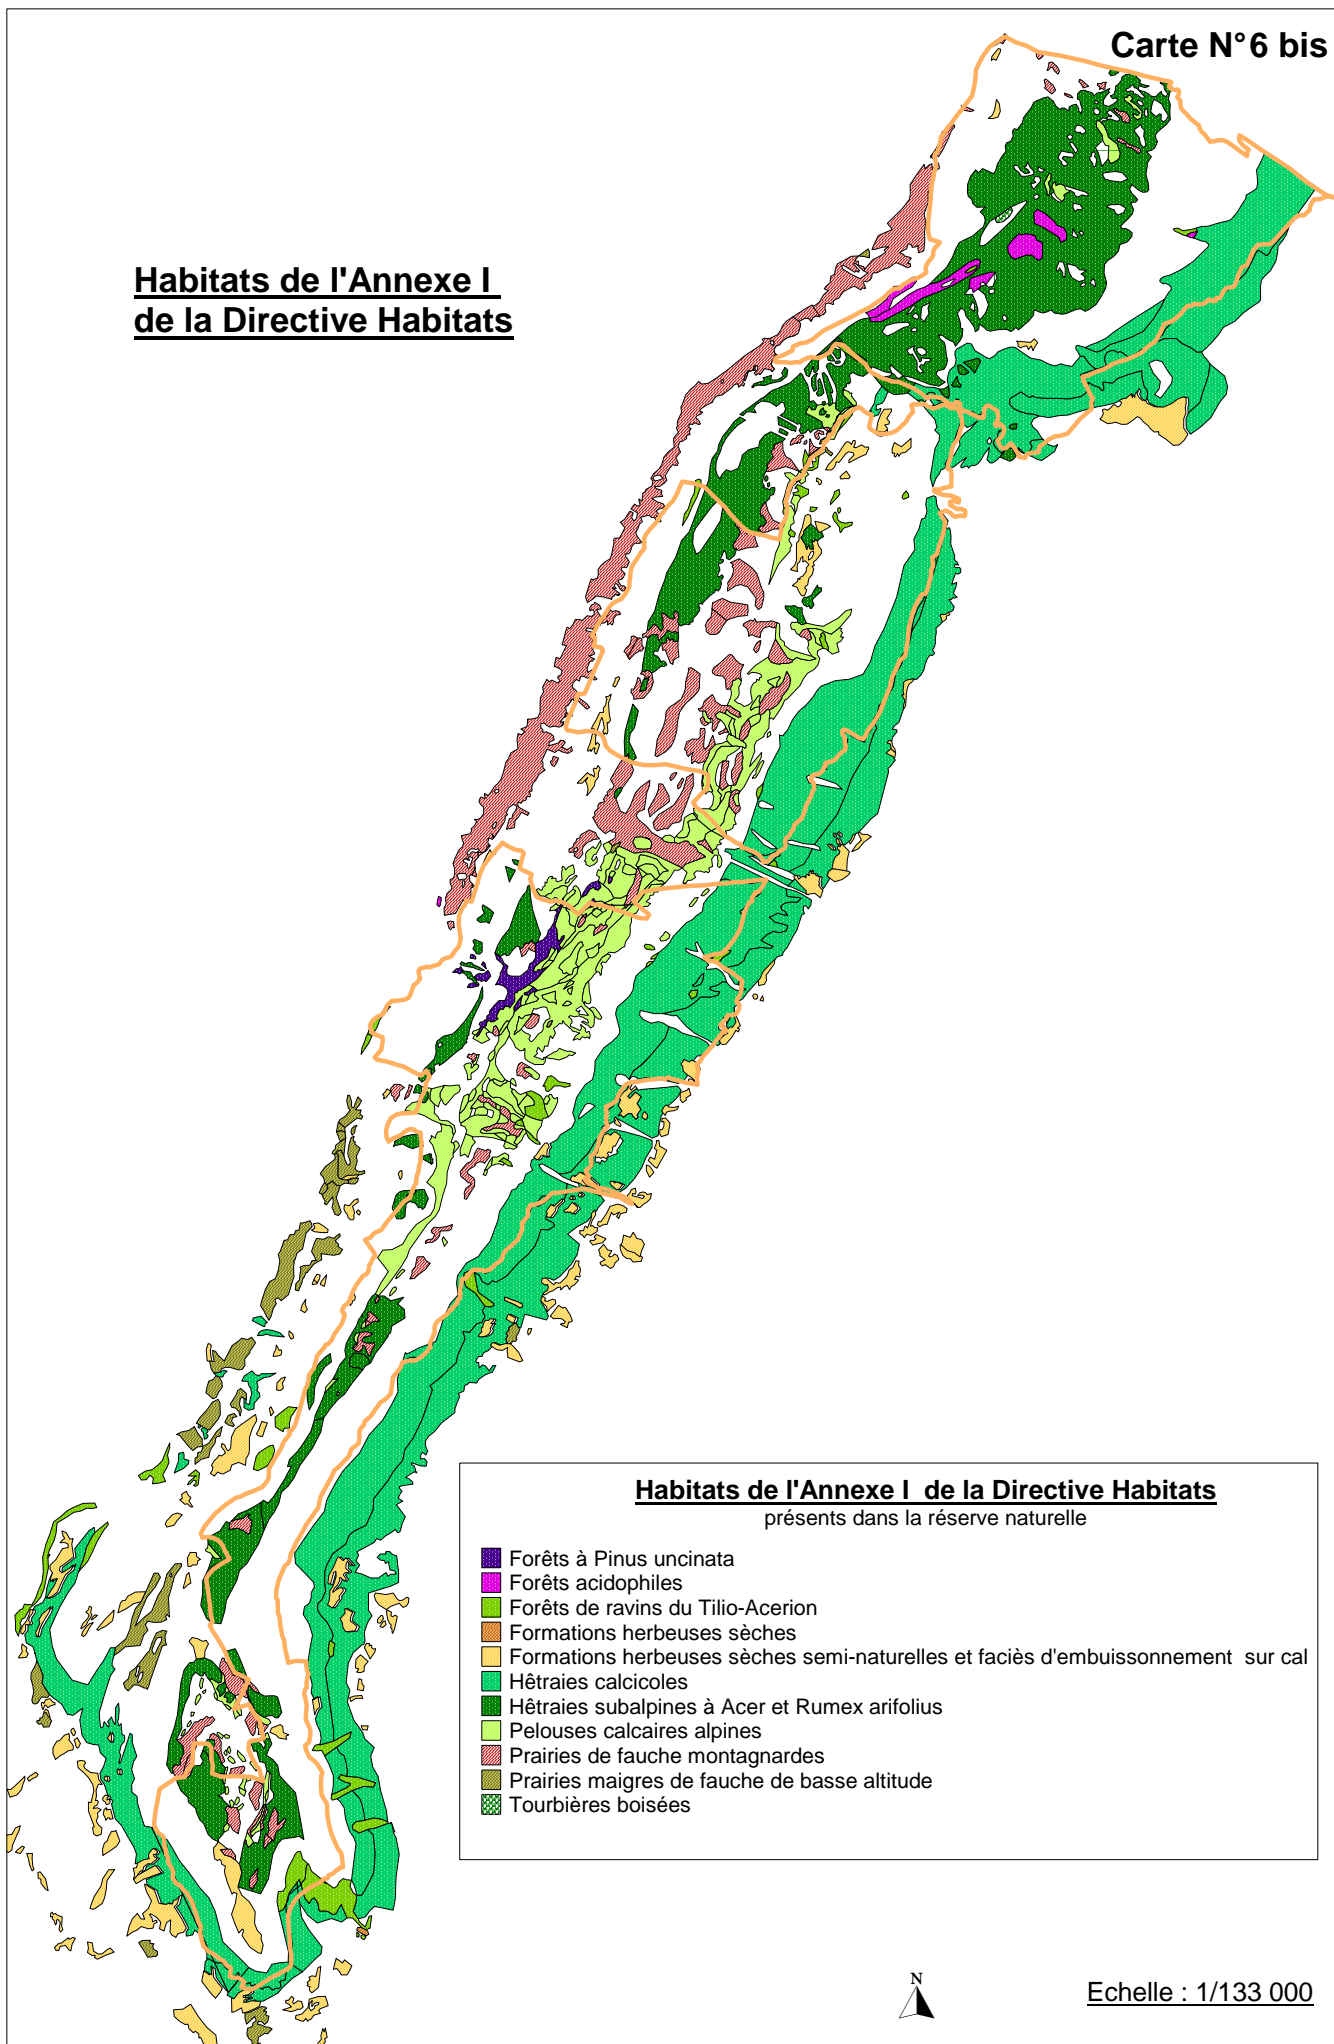 Carte N°6 bis
Habitats de l'Annexe I
de la Directive Habitats
Habitats de l'Annexe I de la Directive Habitats
présents dans la réserve naturelle
Forêts à Pinus uncinata
Forêts acidophiles
Forêts de ravins du Tilio-Acerion
Formations herbeuses sèches
Formations herbeuses sèches semi-naturelles et faciès d'embuissonnement sur cal
Hêtraies calcicoles
Hêtraies subalpines à Acer et Rumex arifolius
Pelouses calcaires alpines
Prairies de fauche montagnardes
Prairies maigres de fauche de basse altitude
Tourbières boisées
N
Echelle : 1/133 000